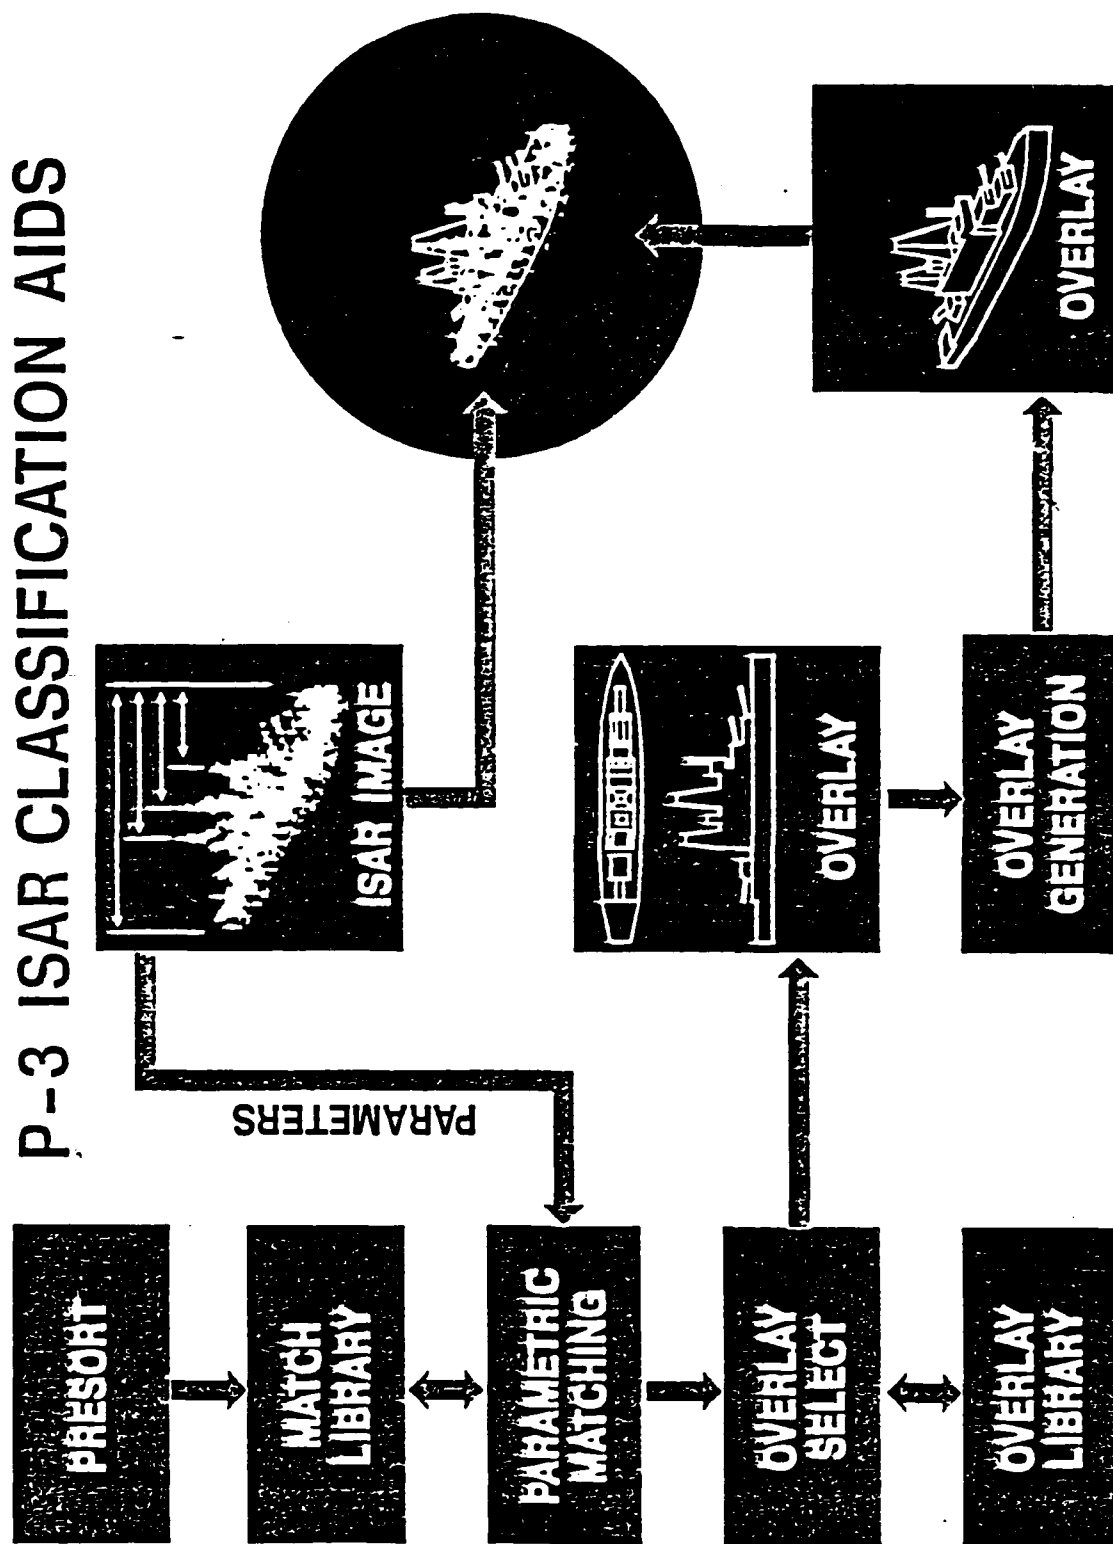 P-3 ISAR CLASSIFICATION AIDS
PRESORT
MATCH
LIBRARY
PARAMETRIC
MATCHING
OVERLAY
SELECT
OVERLAY
LIBRARY
PARAMETERS
ISAR IMAGE
OVERLAY
OVERLAY
GENERATION
OVERLAY